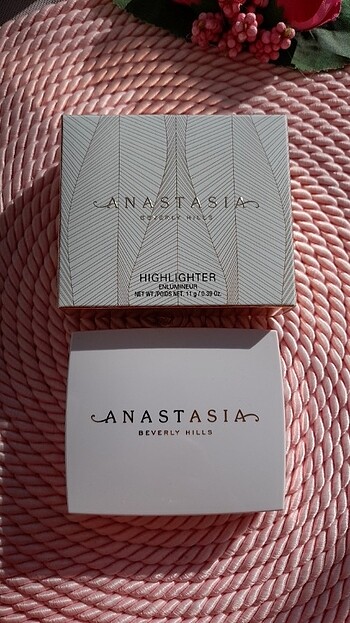 ANASTASIA
BEVERLY HILLS
HIGHLIGHTER
ENLUMINEUR
NET WT./POIDS NET. 11 g / 0.39 Oz.
ANASTASIA
BEVERLY HILLS